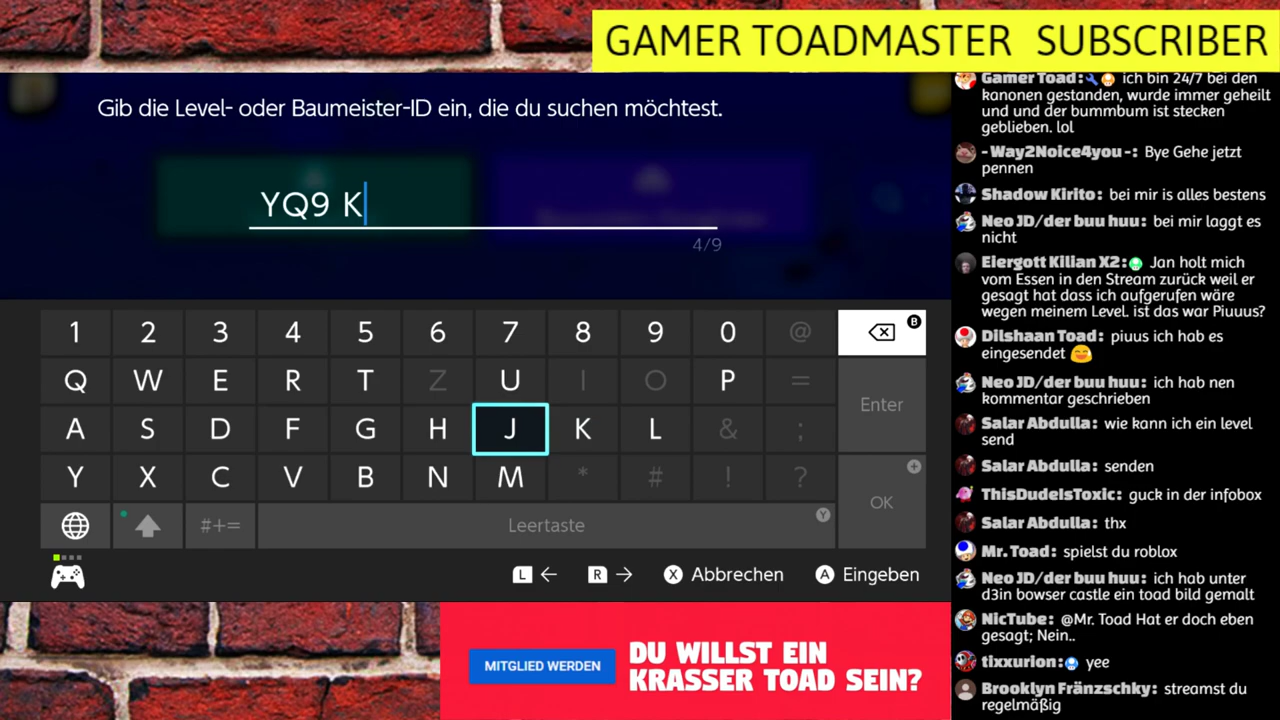 GAMER TOADMASTER SUBSCRIBER
Gib die Level- oder Baumeister-ID ein, die du suchen möchtest.
YQ9 K
4/9
1 2 3 4 5 6 7 8 9 0 @ B
Q W E R T Z U I O P =
Enter
A S D F G H J K L & ;
Y X C V B N M * # ! ?
OK
#+= Leertaste Y
L ← R → X Abbrechen A Eingeben
MITGLIED WERDEN
DU WILLST EIN
KRASSER TOAD SEIN?
Gamer Toad: ich bin 24/7 bei den
kanonen gestanden, wurde immer geheilt
und und der bummbum ist stecken
geblieben. lol
-Way2Noice4you-: Bye Gehe jetzt
pennen
Shadow Kirito: bei mir is alles bestens
Neo JD/der buu huu: bei mir laggt es
nicht
Eiergott Kilian X2: Jan holt mich
vom Essen in den Stream zurück weil er
gesagt hat dass ich aufgerufen wäre
wegen meinem Level. ist das war Piuuus?
Dilshaan Toad: piuus ich hab es
eingesendet
Neo JD/der buu huu: ich hab nen
kommentar geschrieben
Salar Abdulla: wie kann ich ein level
send
Salar Abdulla: senden
ThisDudeIsToxic: guck in der infobox
Salar Abdulla: thx
Mr. Toad: spielst du roblox
Neo JD/der buu huu: ich hab unter
d3in bowser castle ein toad bild gemalt
NicTube: @Mr. Toad Hat er doch eben
gesagt; Nein..
tixxurion: yee
Brooklyn Fränzschky: streamst du
regelmäßig